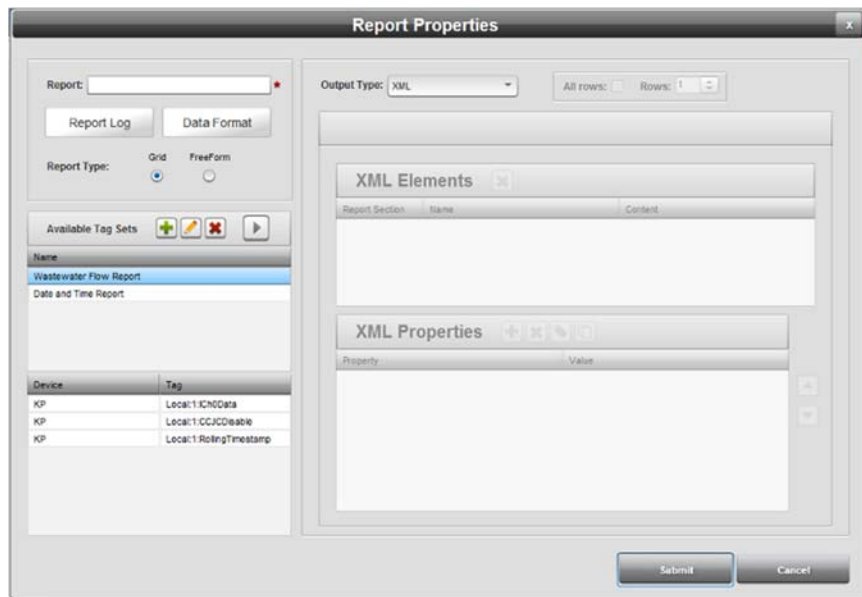 Report Properties
x
Report: *
Report Log Data Format
Report Type: Grid FreeForm
Available Tag Sets
Name
Wastewater Flow Report
Date and Time Report
Device Tag
KP Local:1:ICh0Data
KP Local:1:CCJCDisable
KP Local:1:RollingTimestamp
Output Type: XML All rows: Rows: 1
XML Elements
Report Section Name Content
XML Properties
Property Value
Submit Cancel